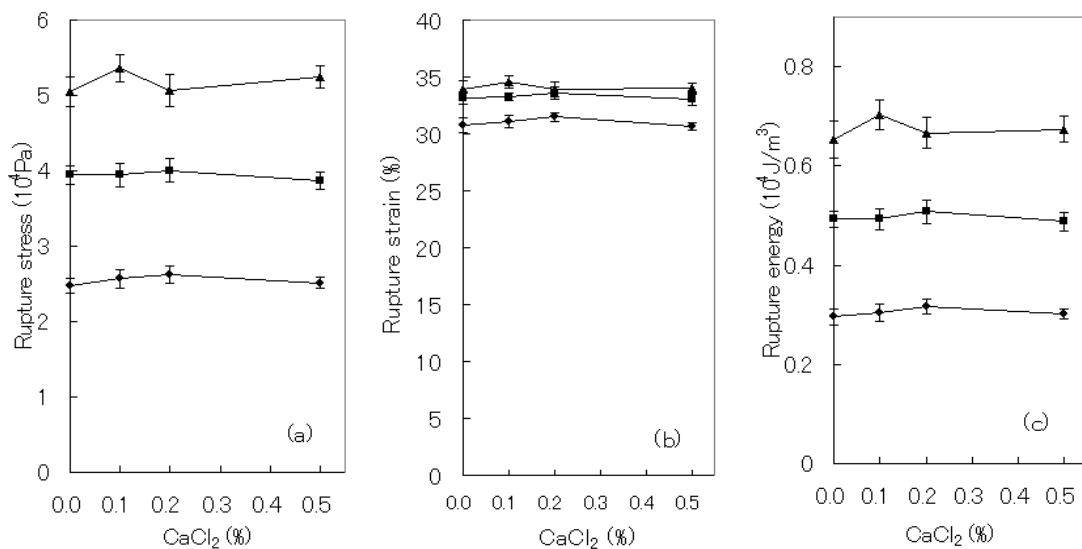 Rupture stress (10⁴Pa)
6
5
4
3
2
1
0
(a)
0.0 0.1 0.2 0.3 0.4 0.5
CaCl₂ (%)
Rupture strain (%)
40
35
30
25
20
15
10
5
0
(b)
0.0 0.1 0.2 0.3 0.4 0.5
CaCl₂ (%)
Rupture energy (10⁴J/m³)
0.8
0.6
0.4
0.2
0
(c)
0.0 0.1 0.2 0.3 0.4 0.5
CaCl₂ (%)